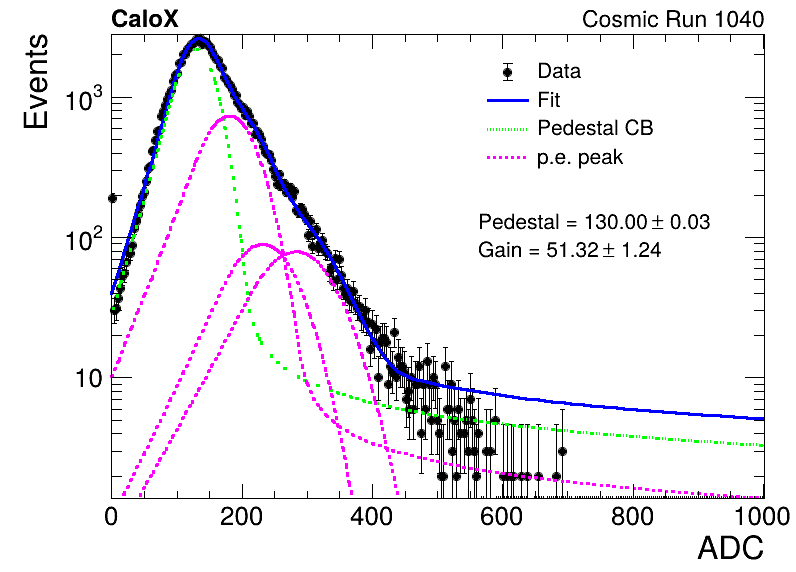 CaloX Cosmic Run 1040
Events
Data
Fit
Pedestal CB
p.e. peak
Pedestal = 130.00 ± 0.03
Gain = 51.32 ± 1.24
10³
10²
10
0 200 400 600 800 1000
ADC